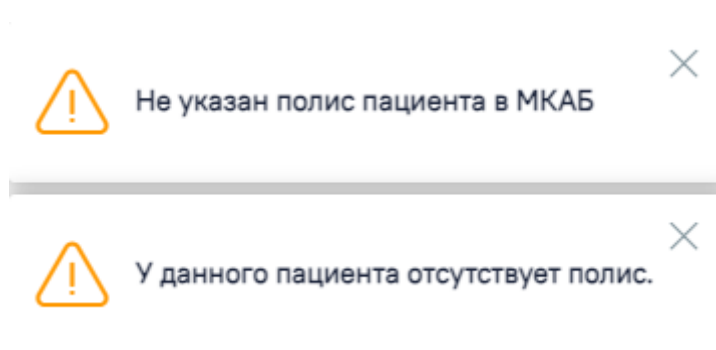 Не указан полис пациента в МКАБ
У данного пациента отсутствует полис.